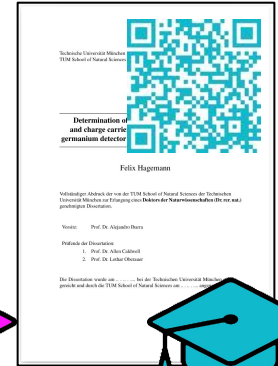 Technische Universität München
TUM School of Natural Sciences
Determination of
and charge carrie
germanium detector
Felix Hagemann
Vollständiger Abdruck der von der TUM School of Natural Sciences der Technischen
Universität München zur Erlangung eines Doktors der Naturwissenschaften (Dr. rer. nat.)
genehmigten Dissertation.
Vorsitz: Prof. Dr. Alejandro Ibarra
Prüfende der Dissertation:
1. Prof. Dr. Allen Caldwell
2. Prof. Dr. Lothar Oberauer
Die Dissertation wurde am ........... bei der Technischen Universität München
gereicht und durch die TUM School of Natural Sciences am ...........